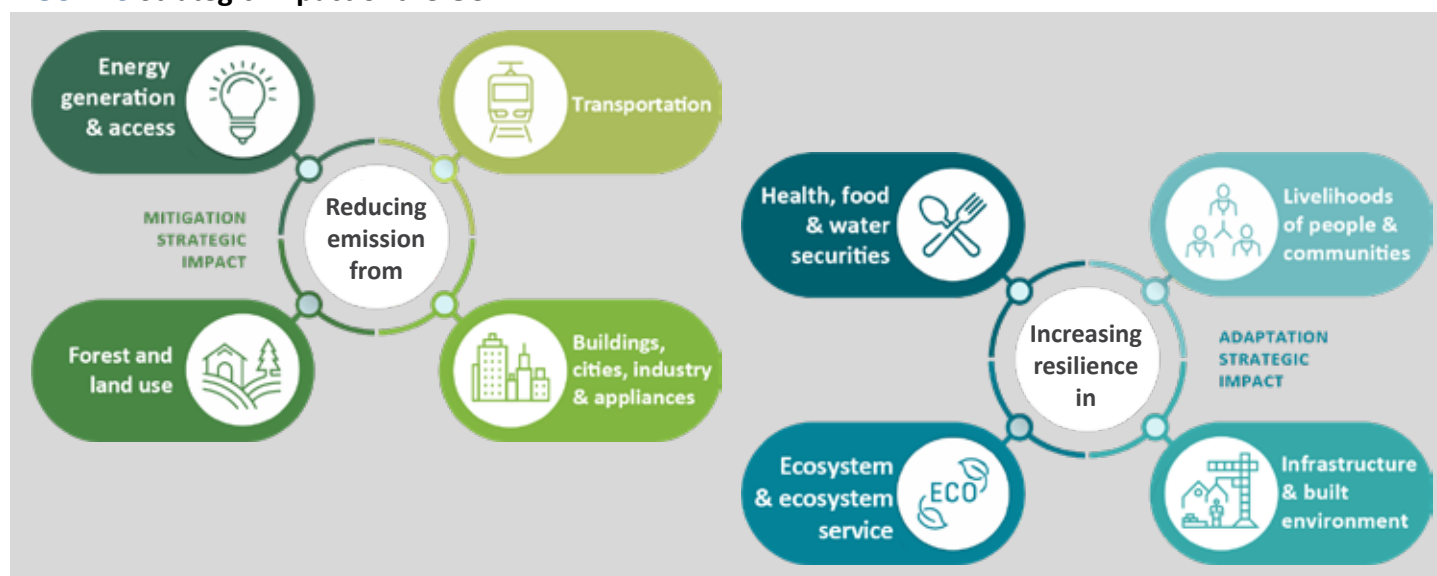 Energy
generation
& access
Transportation
MITIGATION
STRATEGIC
IMPACT
Reducing
emission
from
Forest and
land use
Buildings,
cities, industry
& appliances
Health, food
& water
securities
Livelihoods
of people &
communities
Increasing
resilience
in
ADAPTATION
STRATEGIC
IMPACT
Ecosystem
& ecosystem
service
ECO
Infrastructure
& built
environment